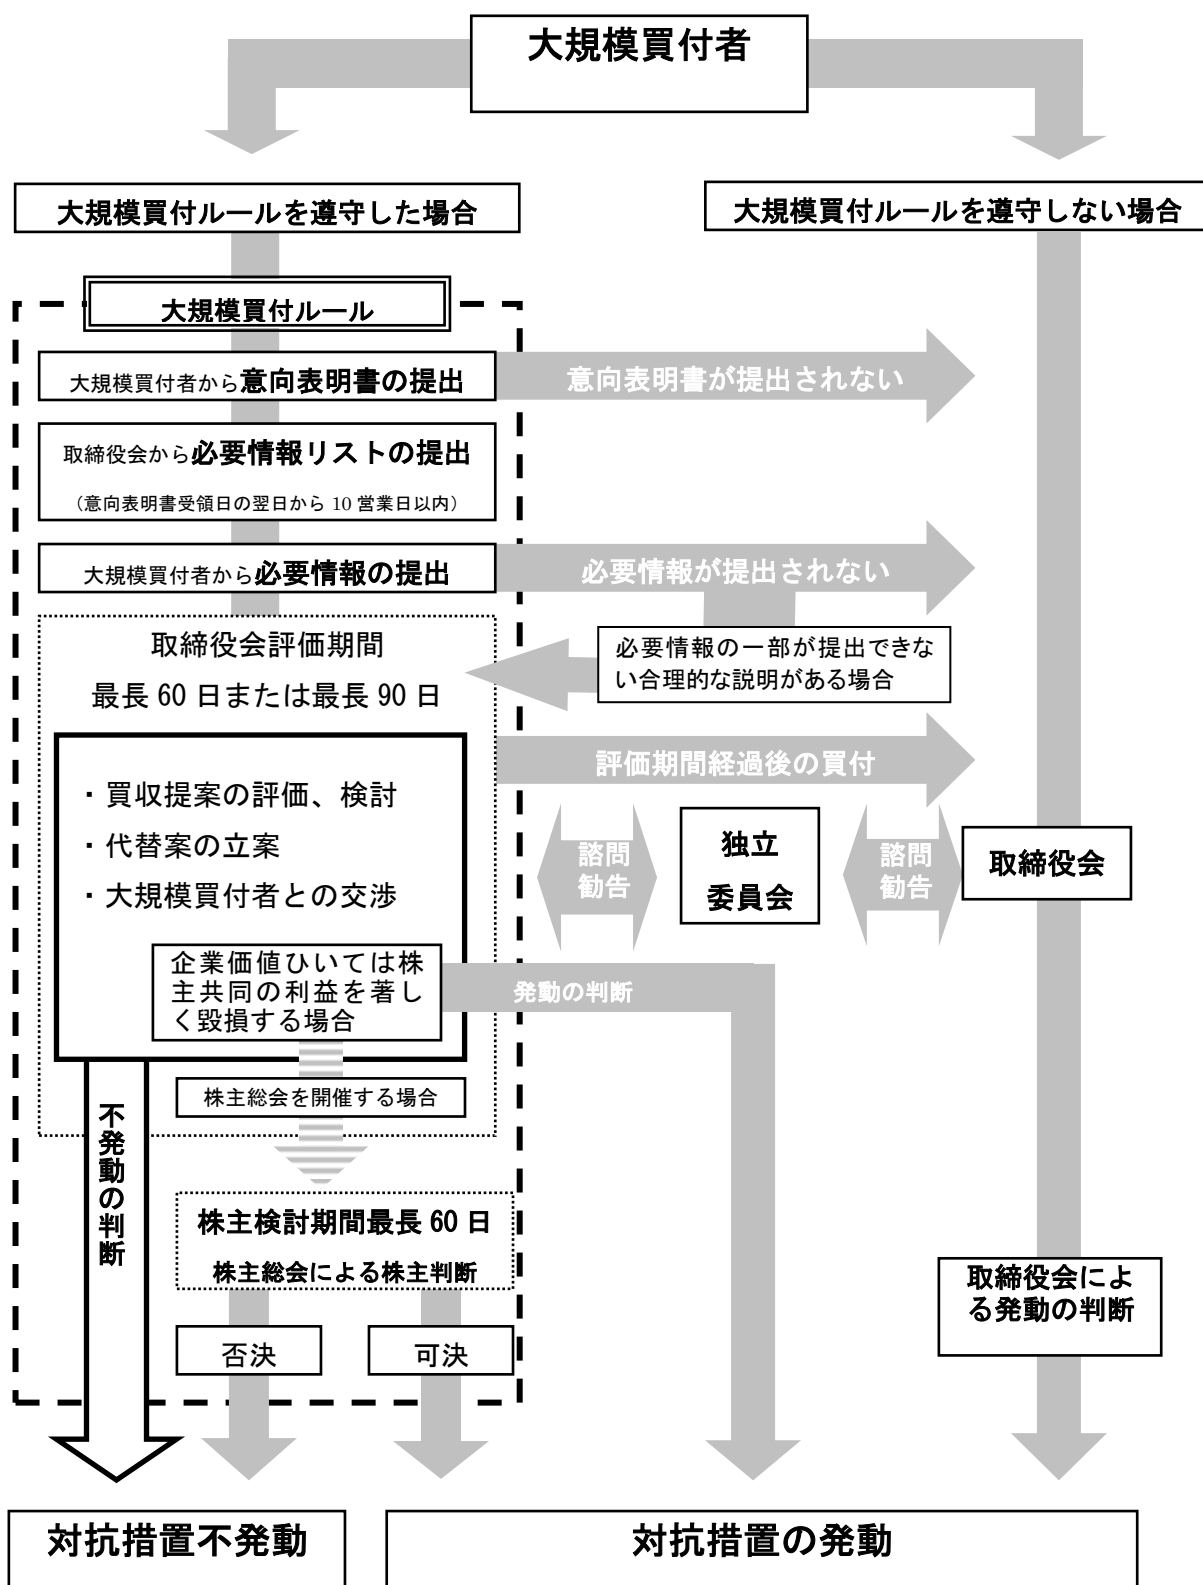 大規模買付者
大規模買付ルールを遵守した場合
大規模買付ルールを遵守しない場合
大規模買付ルール
大規模買付者から意向表明書の提出
意向表明書が提出されない
取締役会から必要情報リストの提出
（意向表明書受領日の翌日から 10 営業日以内）
大規模買付者から必要情報の提出
必要情報が提出されない
必要情報の一部が提出できな
い合理的な説明がある場合
取締役会評価期間
最長 60 日または最長 90 日
評価期間経過後の買付
・買収提案の評価、検討
・代替案の立案
・大規模買付者との交渉
諮問
勧告
独立
委員会
諮問
勧告
取締役会
企業価値ひいては株
主共同の利益を著し
く毀損する場合
発動の判断
株主総会を開催する場合
不発動の判断
株主検討期間最長 60 日
株主総会による株主判断
取締役会によ
る発動の判断
否決
可決
対抗措置不発動
対抗措置の発動